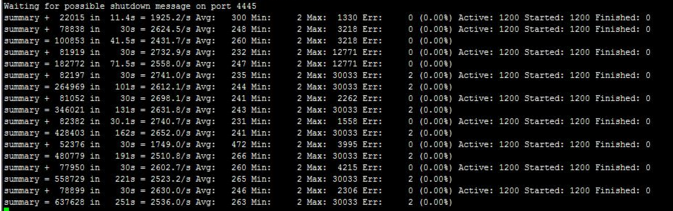 Waiting for possible shutdown message on port 4445
summary +  22015 in  11.4s = 1925.2/s Avg:   300 Min:     2 Max:  1330 Err:     0 (0.00%) Active: 1200 Started: 1200 Finished: 0
summary +  78838 in    30s = 2624.5/s Avg:   248 Min:     2 Max:  3218 Err:     0 (0.00%) Active: 1200 Started: 1200 Finished: 0
summary = 100853 in  41.5s = 2431.7/s Avg:   260 Min:     2 Max:  3218 Err:     0 (0.00%)
summary +  81919 in    30s = 2732.9/s Avg:   232 Min:     2 Max: 12771 Err:     0 (0.00%) Active: 1200 Started: 1200 Finished: 0
summary = 182772 in  71.5s = 2558.0/s Avg:   247 Min:     2 Max: 12771 Err:     0 (0.00%)
summary +  82197 in    30s = 2741.0/s Avg:   235 Min:     2 Max: 30033 Err:     2 (0.00%) Active: 1200 Started: 1200 Finished: 0
summary = 264969 in   101s = 2612.1/s Avg:   244 Min:     2 Max: 30033 Err:     2 (0.00%)
summary +  81052 in    30s = 2698.1/s Avg:   241 Min:     2 Max:  2262 Err:     0 (0.00%) Active: 1200 Started: 1200 Finished: 0
summary = 346021 in   131s = 2631.8/s Avg:   243 Min:     2 Max: 30033 Err:     2 (0.00%)
summary +  82382 in  30.1s = 2740.7/s Avg:   231 Min:     2 Max:  1558 Err:     0 (0.00%) Active: 1200 Started: 1200 Finished: 0
summary = 428403 in   162s = 2652.0/s Avg:   241 Min:     2 Max: 30033 Err:     2 (0.00%)
summary +  52376 in    30s = 1749.0/s Avg:   472 Min:     2 Max:  3995 Err:     0 (0.00%) Active: 1200 Started: 1200 Finished: 0
summary = 480779 in   191s = 2510.8/s Avg:   266 Min:     2 Max: 30033 Err:     2 (0.00%)
summary +  77950 in    30s = 2602.7/s Avg:   260 Min:     2 Max:  4215 Err:     0 (0.00%) Active: 1200 Started: 1200 Finished: 0
summary = 558729 in   221s = 2523.2/s Avg:   265 Min:     2 Max: 30033 Err:     2 (0.00%)
summary +  78899 in    30s = 2630.0/s Avg:   246 Min:     2 Max:  2306 Err:     0 (0.00%) Active: 1200 Started: 1200 Finished: 0
summary = 637628 in   251s = 2536.0/s Avg:   263 Min:     2 Max: 30033 Err:     2 (0.00%)